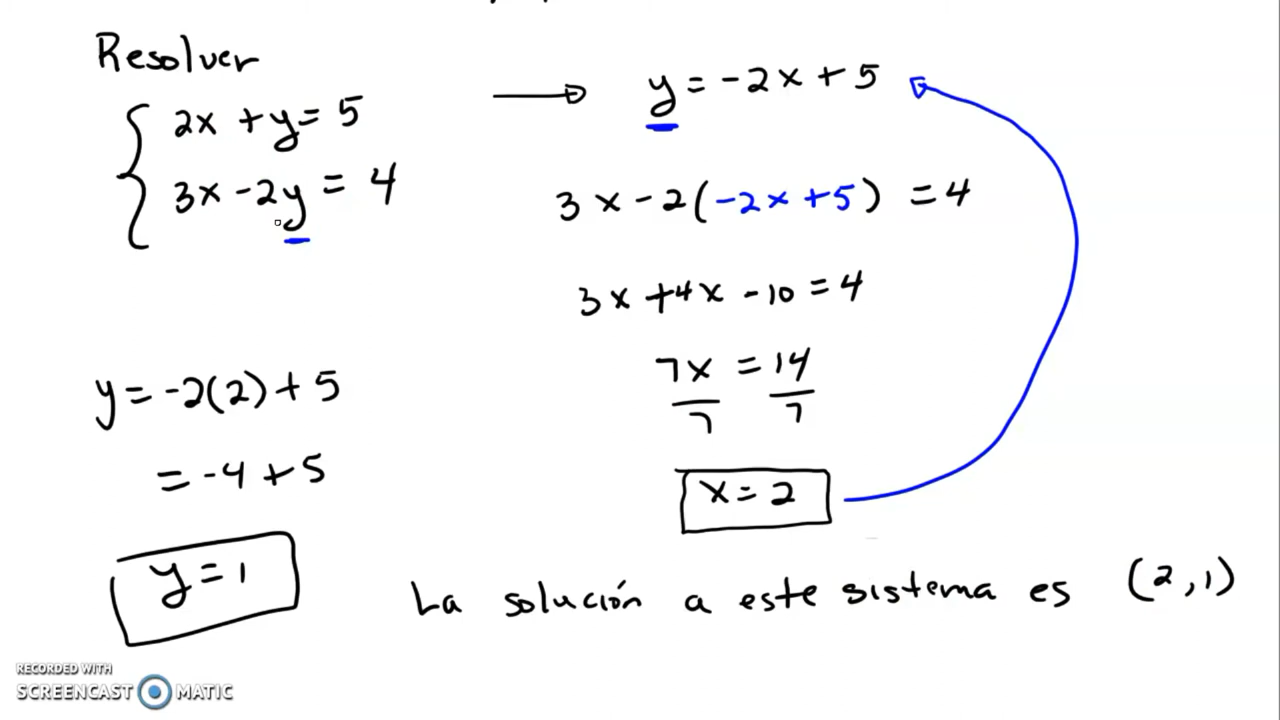 Resolver
2x + y = 5
3x - 2y = 4
y = -2x + 5
3x - 2(-2x + 5) = 4
3x + 4x - 10 = 4
7x = 14
7 7
x = 2
y = -2(2) + 5
= -4 + 5
y = 1
La solución a este sistema es (2, 1)
RECORDED WITH
SCREENCAST MATIC